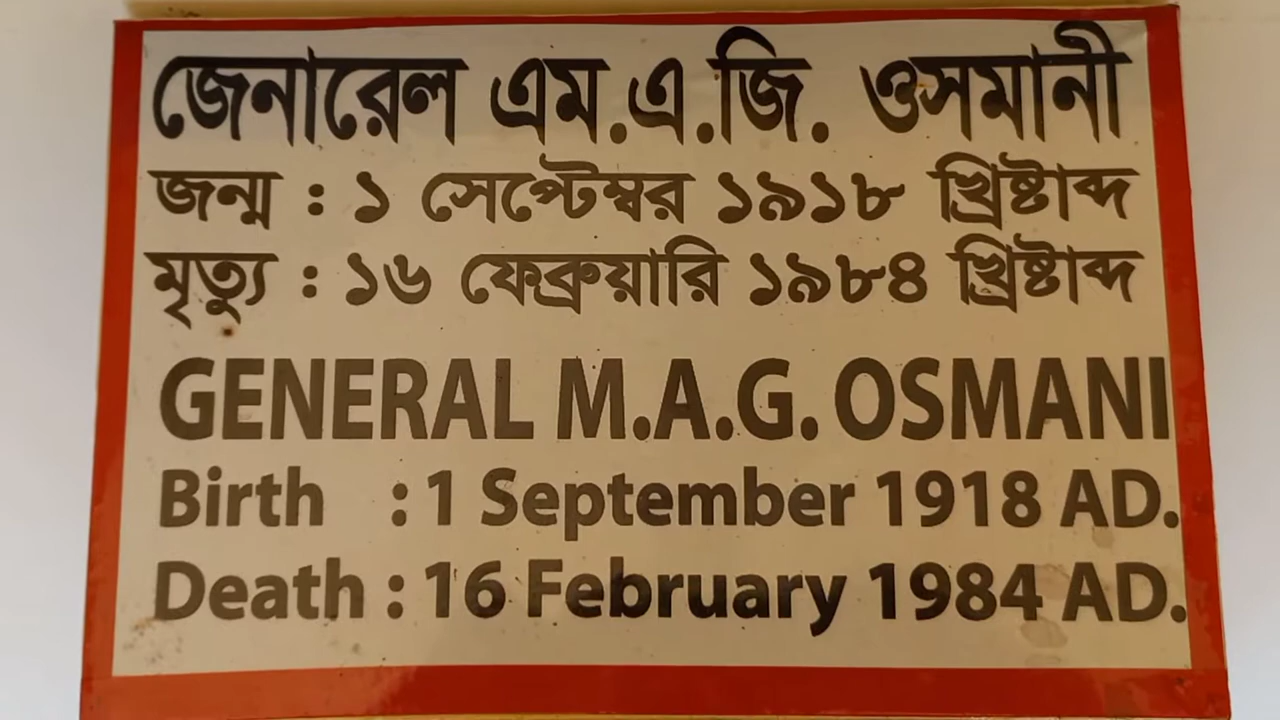 জেনারেল এম.এ.জি. ওসমানী
জন্ম : ১ সেপ্টেম্বর ১৯১৮ খ্রিষ্টাব্দ
মৃত্যু : ১৬ ফেব্রুয়ারি ১৯৮৪ খ্রিষ্টাব্দ
GENERAL M.A.G. OSMANI
Birth : 1 September 1918 AD.
Death : 16 February 1984 AD.